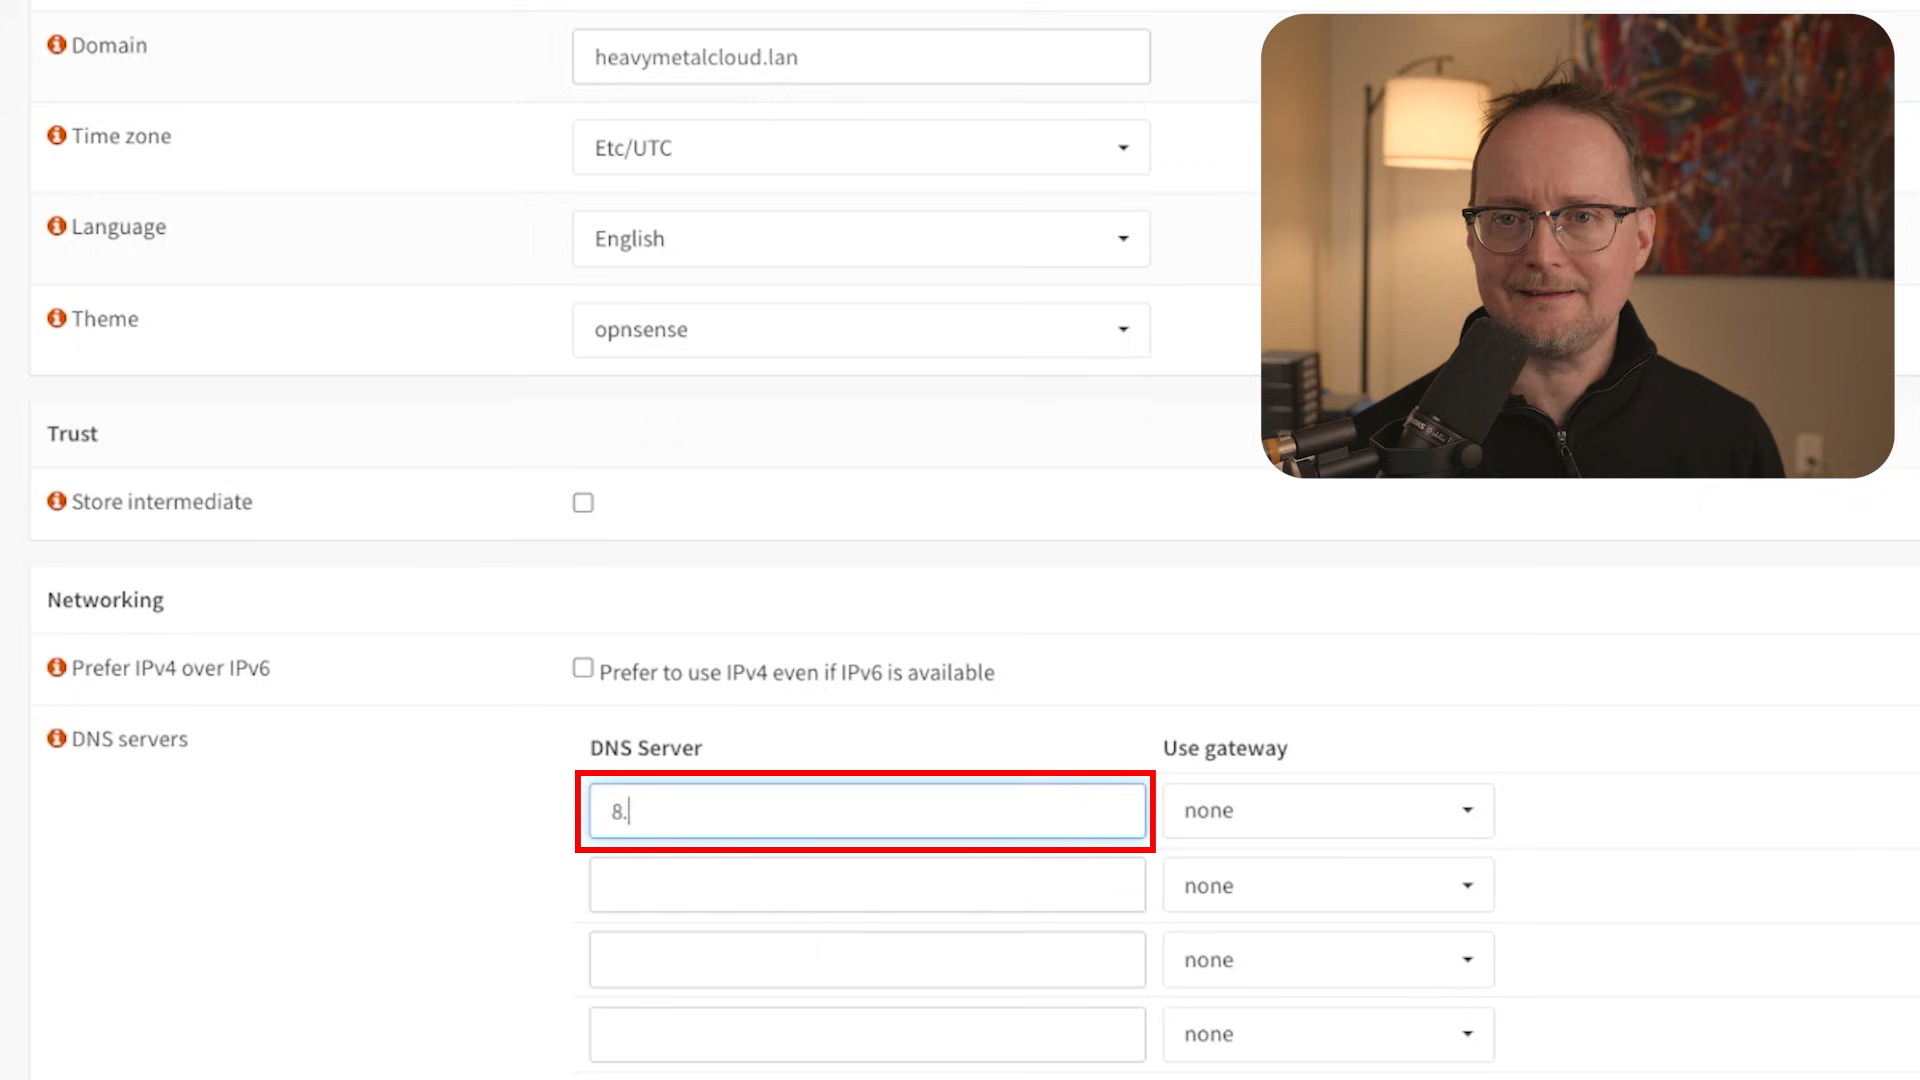 Domain
heavymetalcloud.lan
Time zone
Etc/UTC
Language
English
Theme
opnsense
Trust
Store intermediate
Networking
Prefer IPv4 over IPv6
Prefer to use IPv4 even if IPv6 is available
DNS servers
DNS Server
Use gateway
8.
none
none
none
none